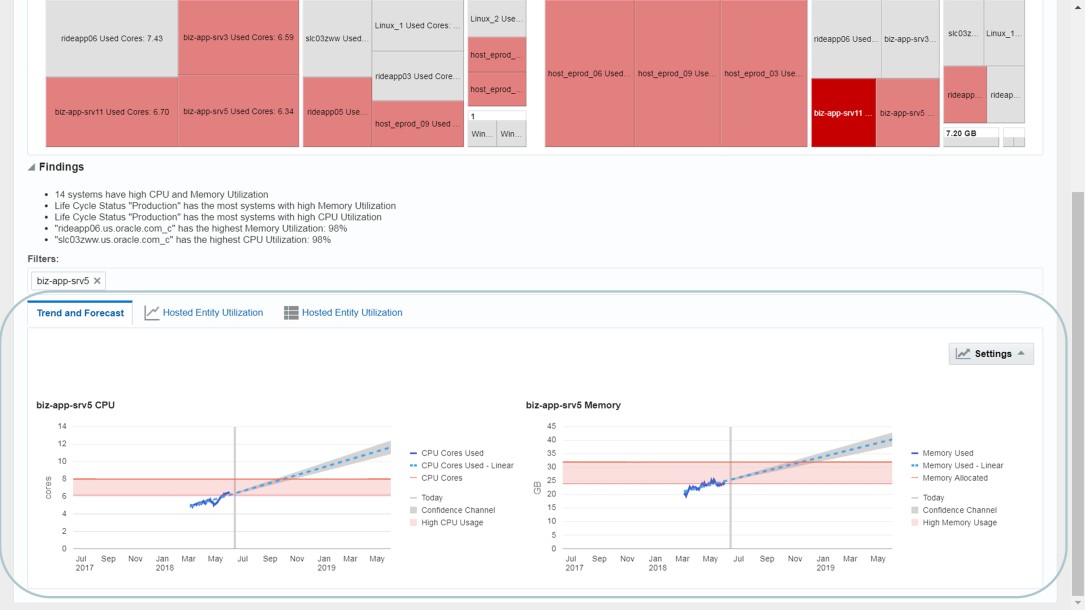 rideapp06 Used Cores: 7.43
biz-app-srv3 Used Cores: 6.59
slc03zww Used...
Linux_1 Used Cores: ...
Linux_2 Use...
rideapp06 Used...
biz-app-srv3...
slc03z...
Linux_1...
host_eprod_...
rideapp03 Used Core...
host_eprod_06 Used...
host_eprod_09 Use...
host_eprod_03 Use...
host_eprod_...
rideapp...
rideap...
biz-app-srv11 Used Cores: 6.70
biz-app-srv5 Used Cores: 6.34
rideapp05 Use...
host_eprod_09 Used ...
biz-app-srv11 ...
biz-app-srv5 ...
1
Win...
Win...
7.20 GB
Findings
• 14 systems have high CPU and Memory Utilization
• Life Cycle Status "Production" has the most systems with high Memory Utilization
• Life Cycle Status "Production" has the most systems with high CPU Utilization
• "rideapp06.us.oracle.com_c" has the highest Memory Utilization: 98%
• "slc03zww.us.oracle.com_c" has the highest CPU Utilization: 98%
Filters:
biz-app-srv5 ×
Trend and Forecast
Hosted Entity Utilization
Hosted Entity Utilization
Settings
biz-app-srv5 CPU
14
12
10
8
6
4
2
0
cores
Jul Sep Nov Jan Mar May Jul Sep Nov Jan Mar May
2017 2018 2019
CPU Cores Used
CPU Cores Used - Linear
CPU Cores
Today
Confidence Channel
High CPU Usage
biz-app-srv5 Memory
45
40
35
30
25
20
15
10
5
0
GB
Jul Sep Nov Jan Mar May Jul Sep Nov Jan Mar May
2017 2018 2019
Memory Used
Memory Used - Linear
Memory Allocated
Today
Confidence Channel
High Memory Usage